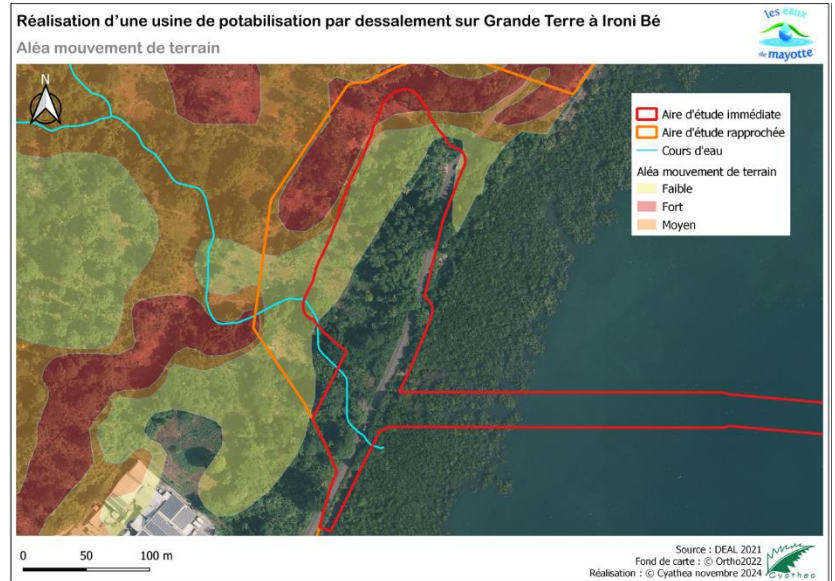 Réalisation d'une usine de potabilisation par dessalement sur Grande Terre à Ironi Bé
Aléa mouvement de terrain
les eaux
de mayotte
N
Aire d'étude immédiate
Aire d'étude rapprochée
Cours d'eau
Aléa mouvement de terrain
Faible
Fort
Moyen
0 50 100 m
Source : DEAL 2021
Fond de carte : © Ortho2022
Réalisation : © Cyathea novembre 2024
Cyathea